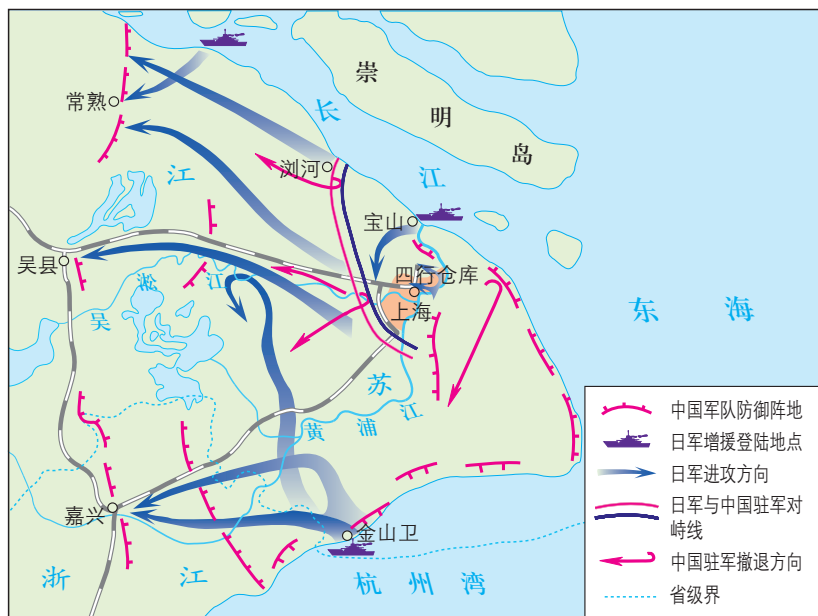 崇
明
岛
长
江
常熟
浏河
江
宝山
吴县
四行仓库
上海
吴
淞
江
东 海
苏
黄 浦 江
嘉兴
金山卫
浙 江
杭 州 湾
中国军队防御阵地
日军增援登陆地点
日军进攻方向
日军与中国驻军对
峙线
中国驻军撤退方向
省级界